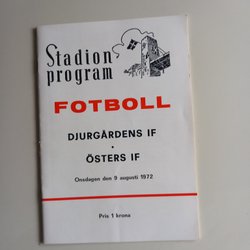 Stadion
program
FOTBOLL
DJURGÅRDENS IF
•
ÖSTERS IF
Onsdagen den 9 augusti 1972
Pris 1 krona